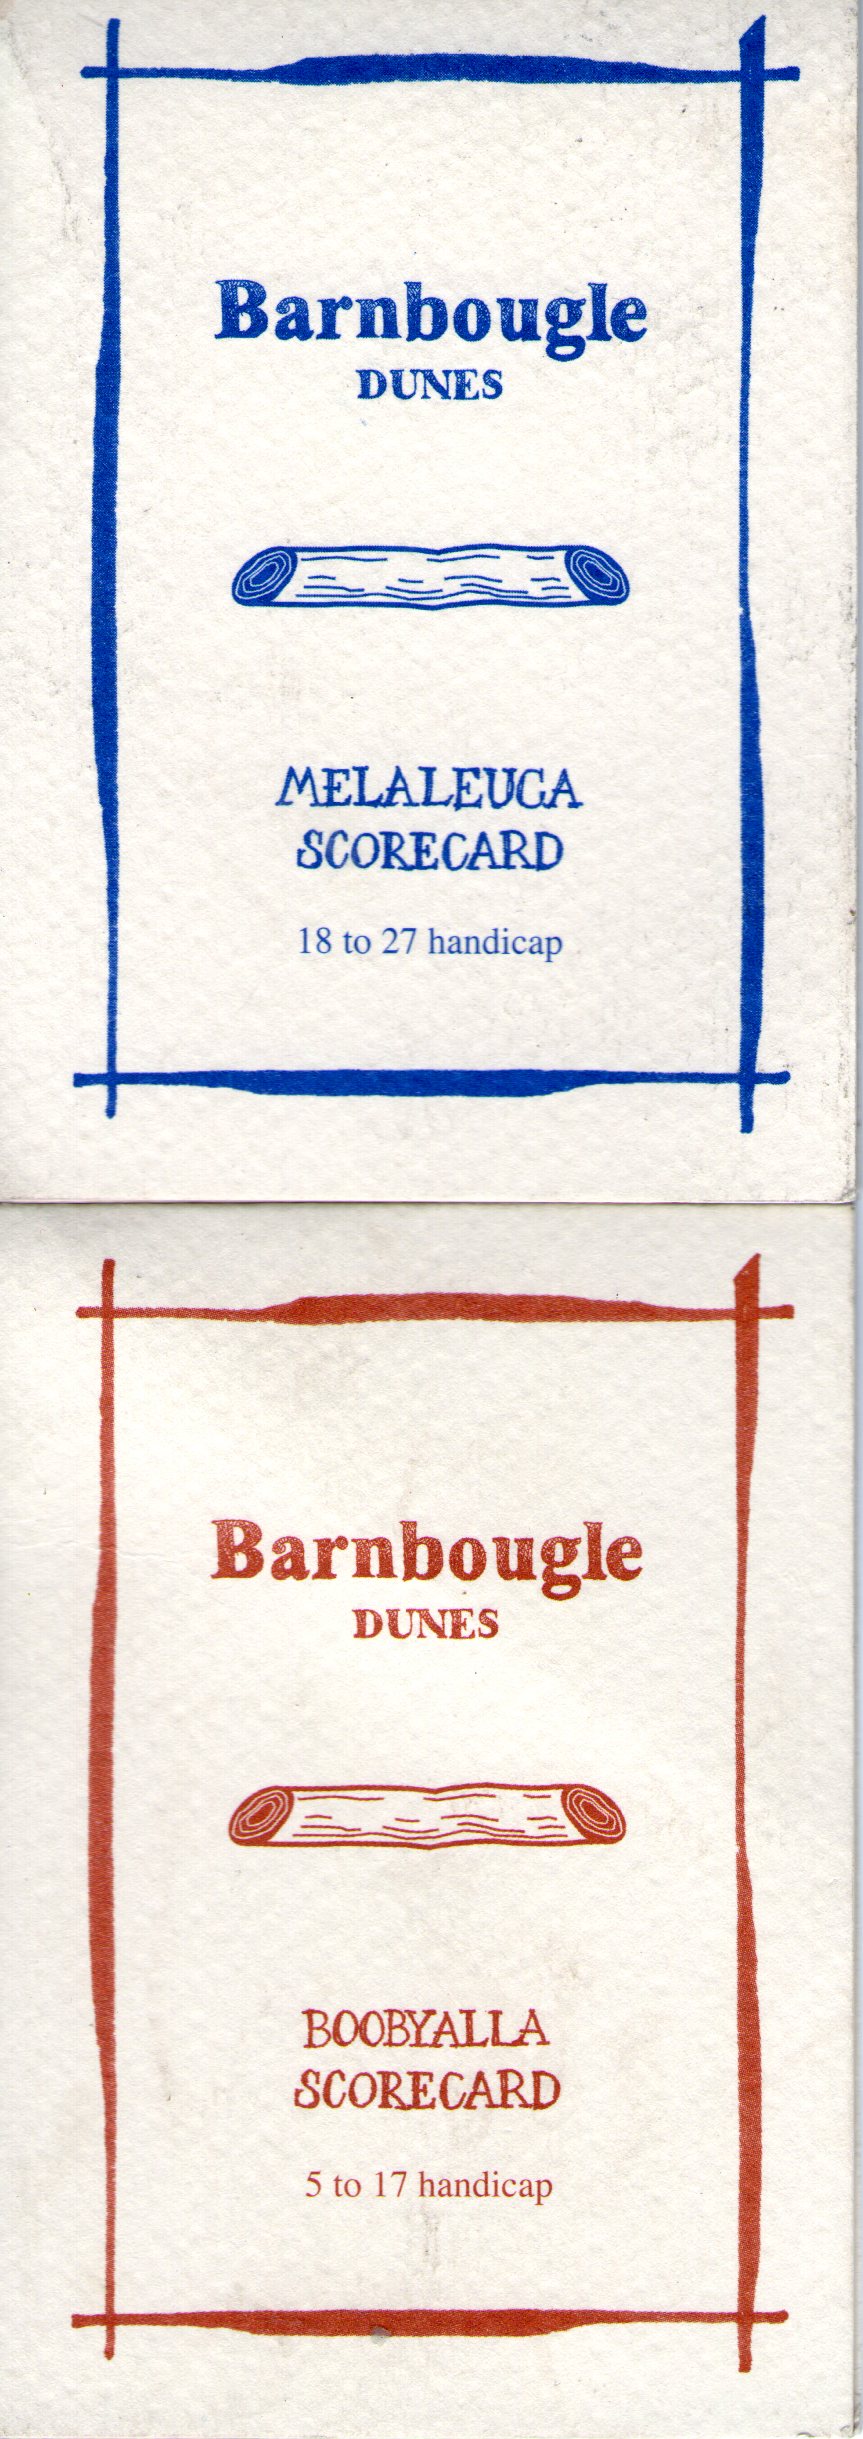 Barnbougle
DUNES
MELALEUCA
SCORECARD
18 to 27 handicap
Barnbougle
DUNES
BOOBYALLA
SCORECARD
5 to 17 handicap